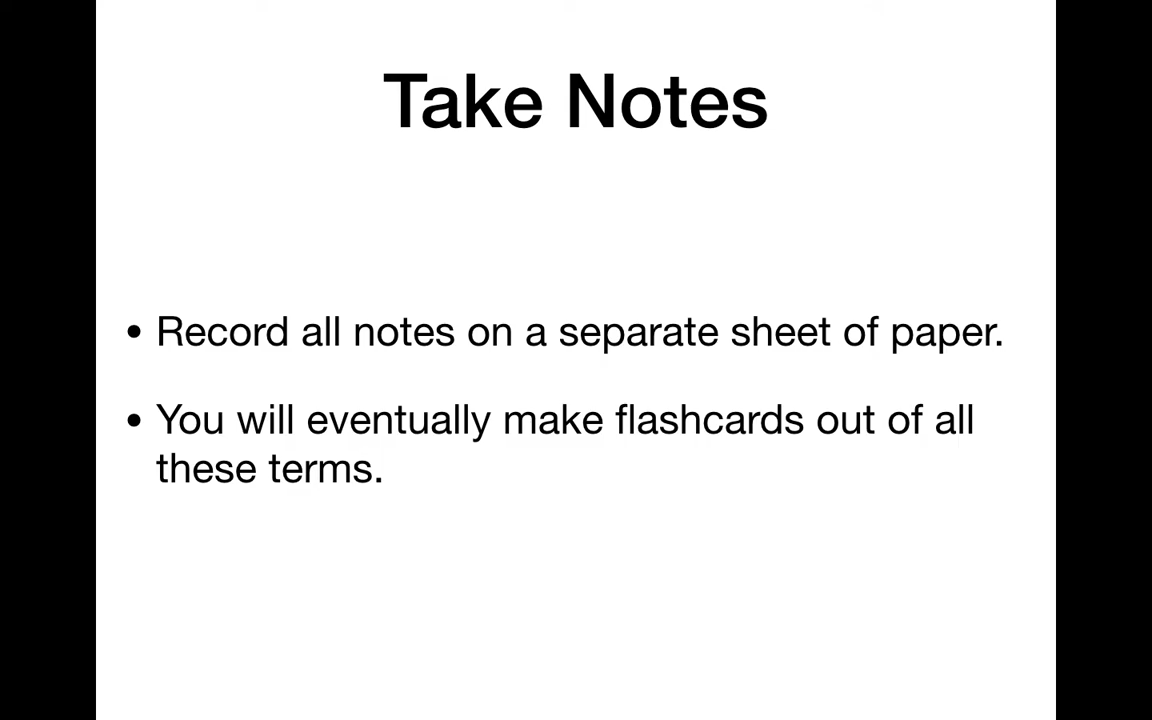 Take Notes
• Record all notes on a separate sheet of paper.
• You will eventually make flashcards out of all
these terms.